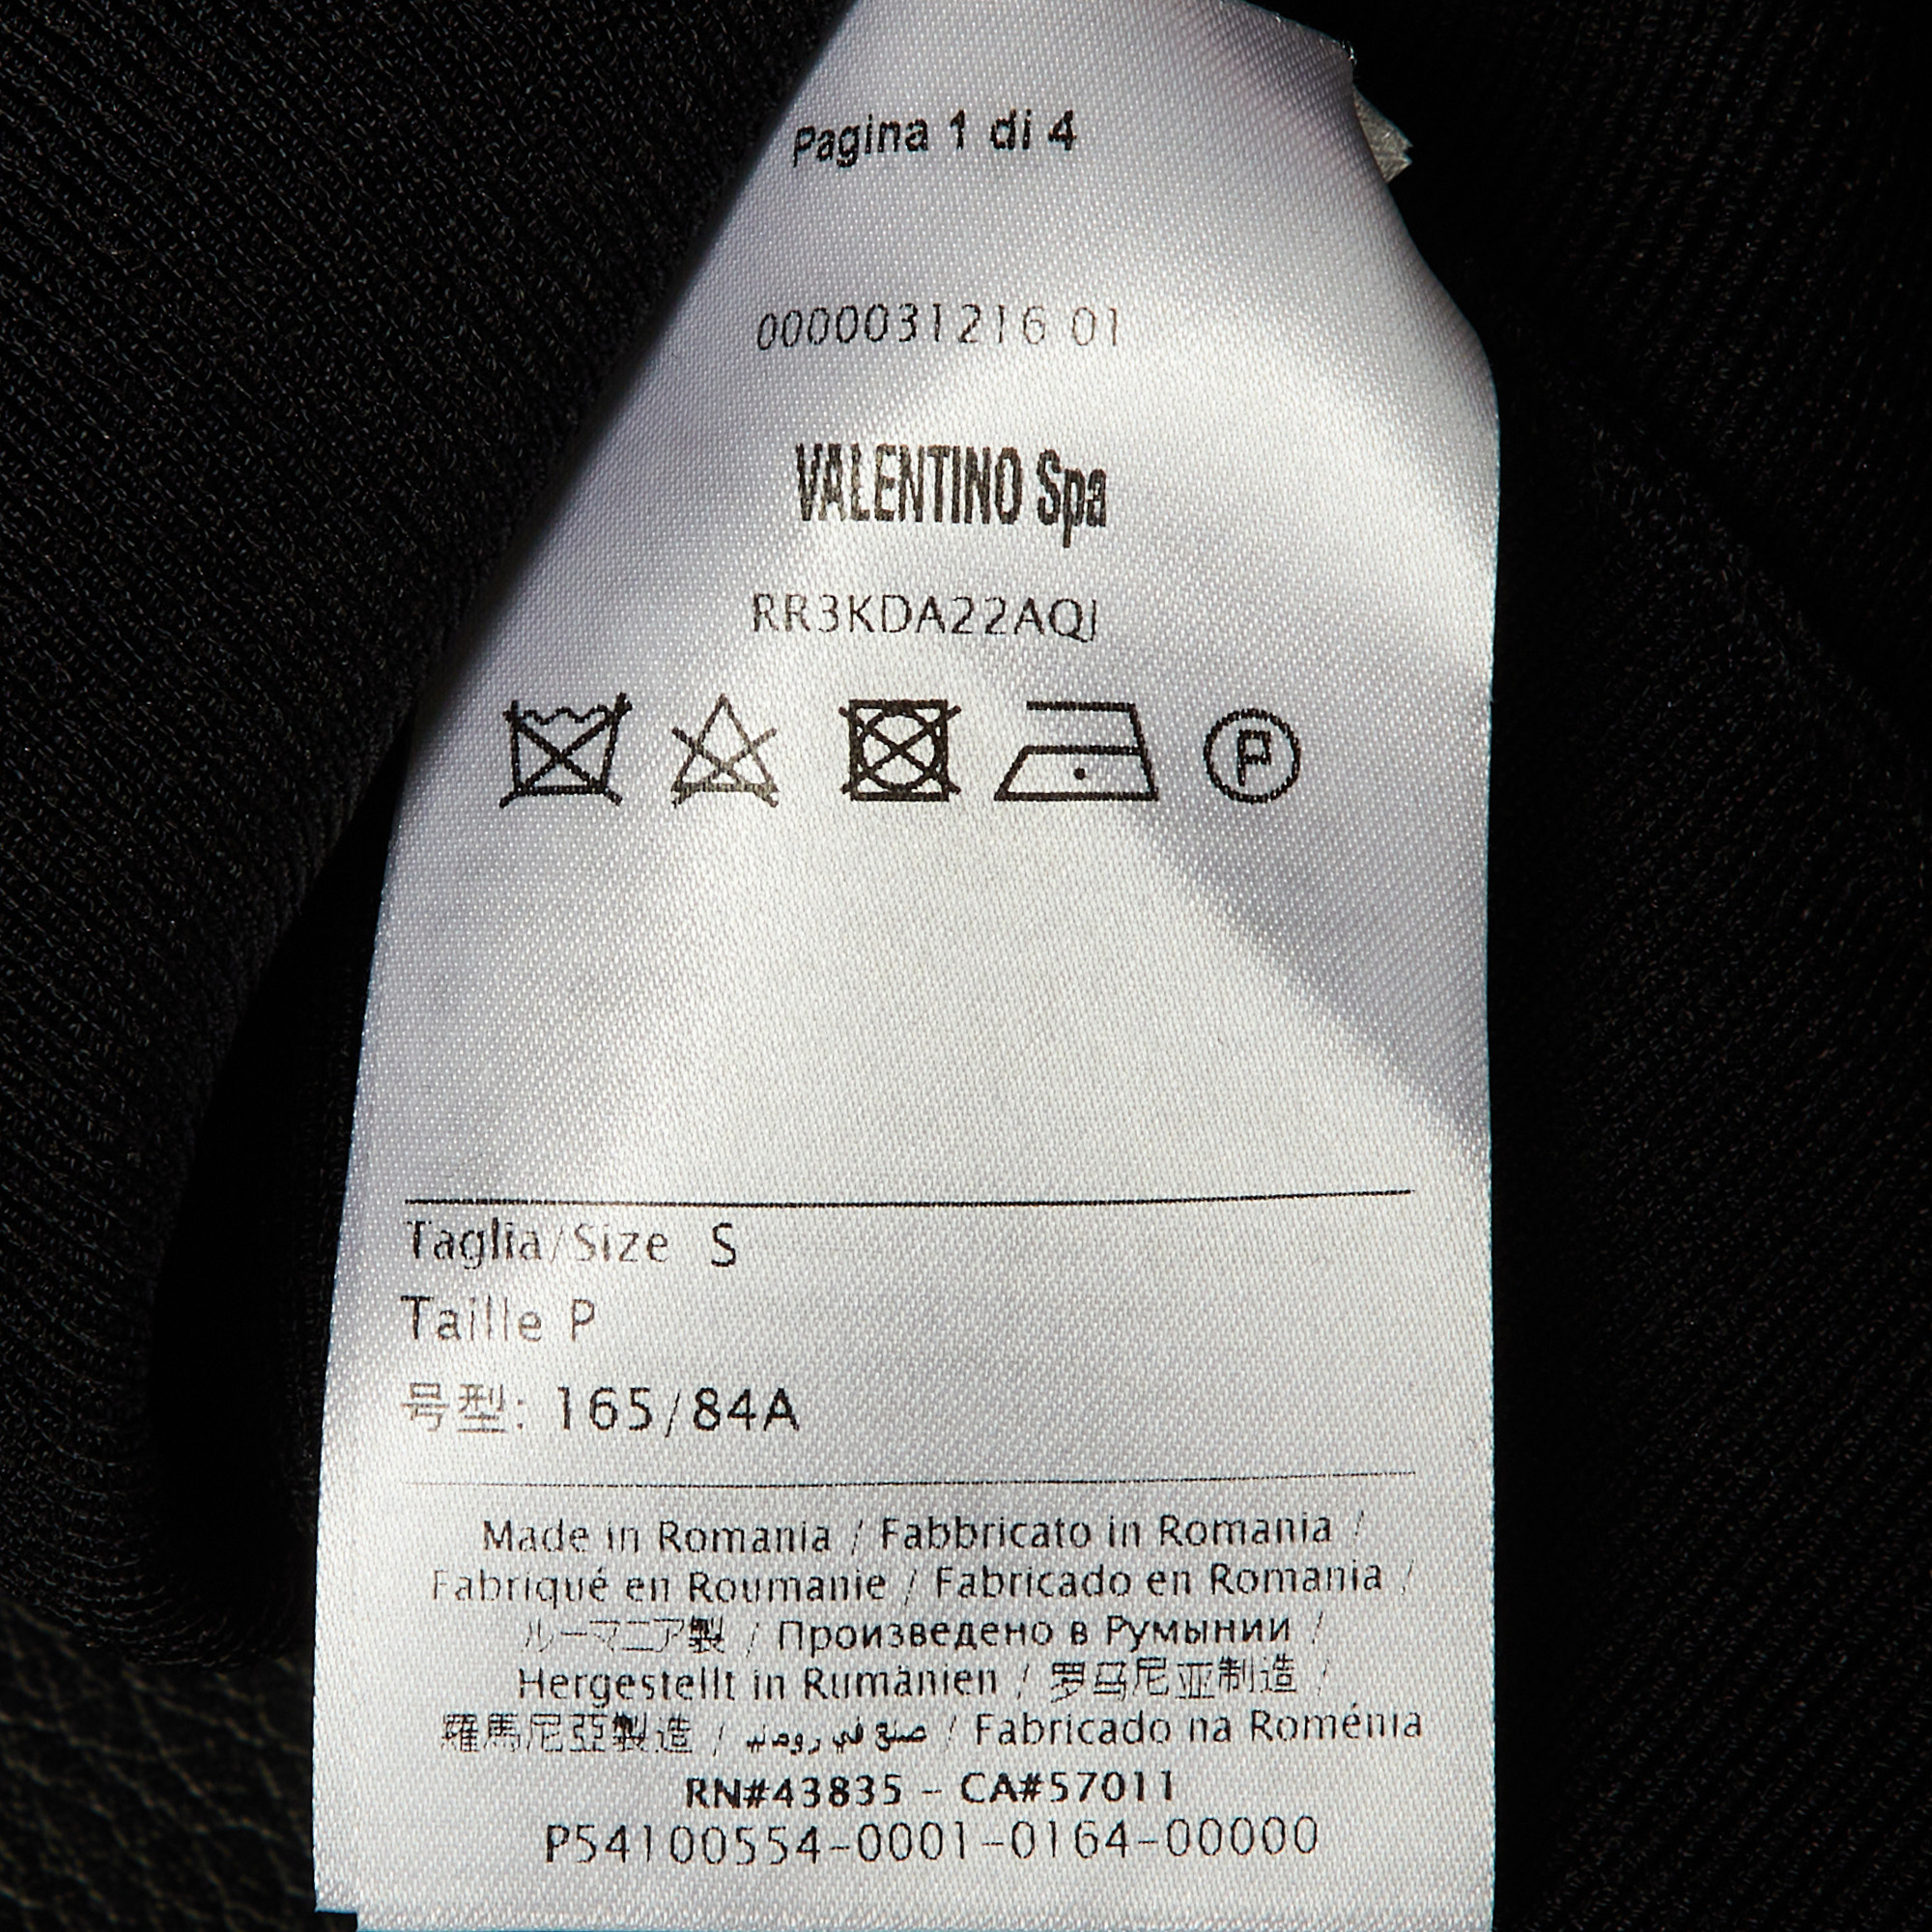 Pagina 1 di 4
0000031216 01
VALENTINO Spa
RR3KDA22AQJ
P
Taglia/Size S
Taille P
号型: 165/84A
Made in Romania / Fabbricato in Romania /
Fabriqué en Roumanie / Fabricado en Romania /
ルーマニア製 / Произведено в Румынии /
Hergestellt in Rumänien / 罗马尼亚制造 /
羅馬尼亞製造 / صنع في / Fabricado na Roménia
RN#43835 - CA#57011
P54100554-0001-0164-00000